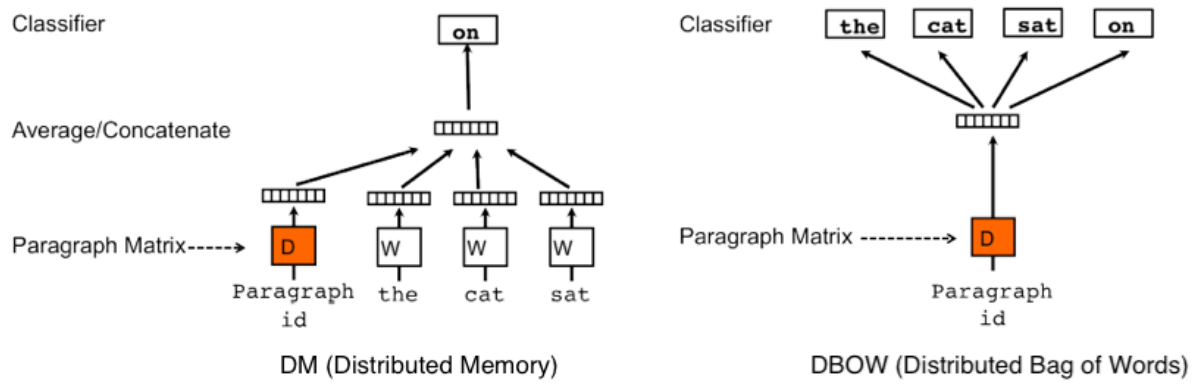 Classifier
on
Average/Concatenate
Paragraph Matrix
D
W
W
W
Paragraph
id
the
cat
sat
DM (Distributed Memory)
Classifier
the
cat
sat
on
Paragraph Matrix
D
Paragraph
id
DBOW (Distributed Bag of Words)